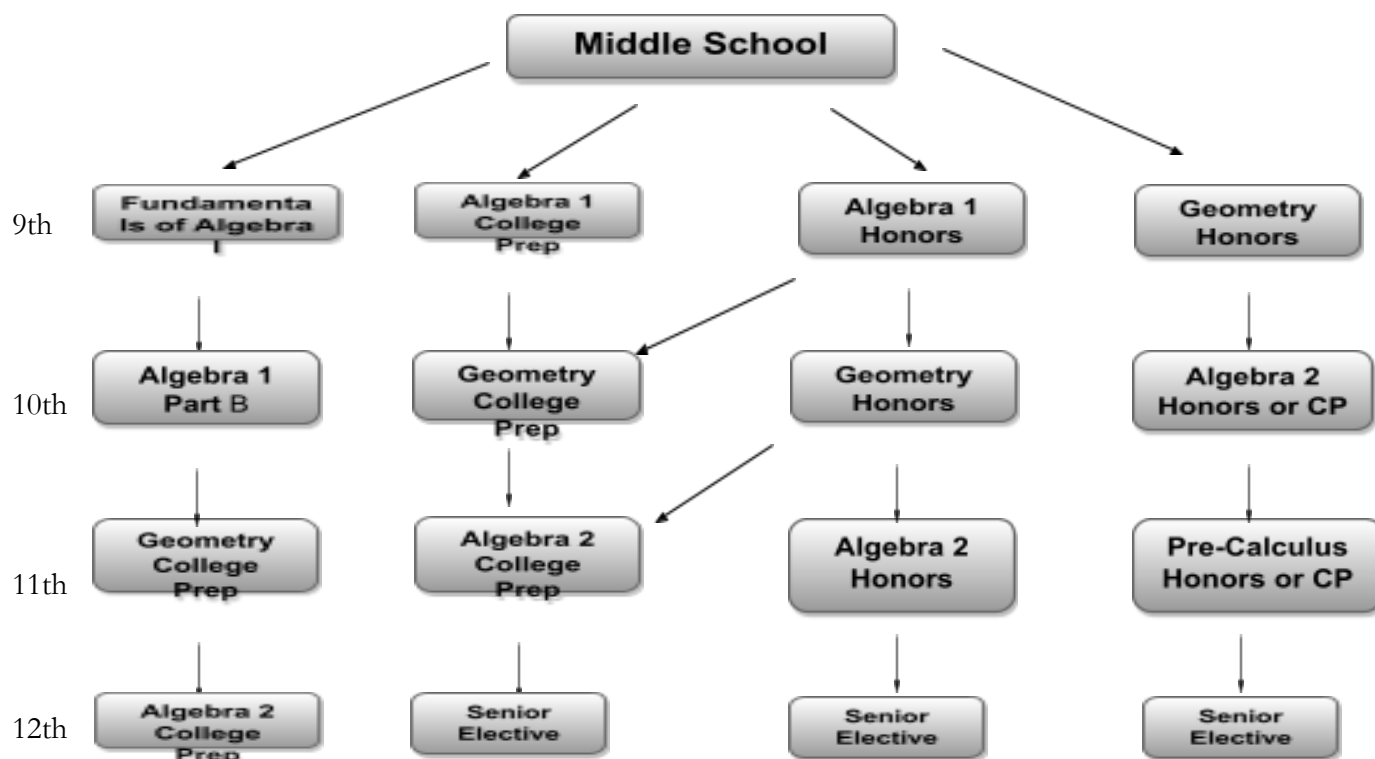 Middle School
9th
Fundamenta
ls of Algebra
I
Algebra 1
College
Prep
Algebra 1
Honors
Geometry
Honors
10th
Algebra 1
Part B
Geometry
College
Prep
Geometry
Honors
Algebra 2
Honors or CP
11th
Geometry
College
Prep
Algebra 2
College
Prep
Algebra 2
Honors
Pre-Calculus
Honors or CP
12th
Algebra 2
College
Prep
Senior
Elective
Senior
Elective
Senior
Elective